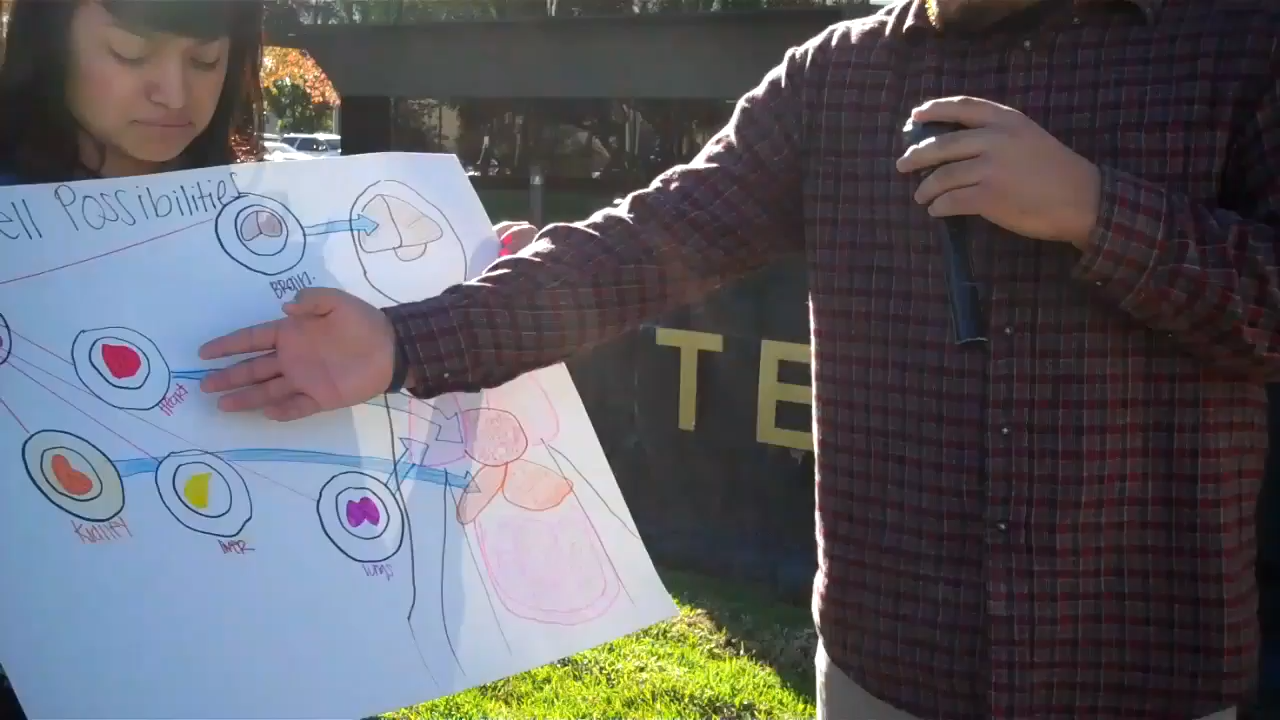 ell Possibilities
Brain.
Heart
Kidney
liver
lungs
TE